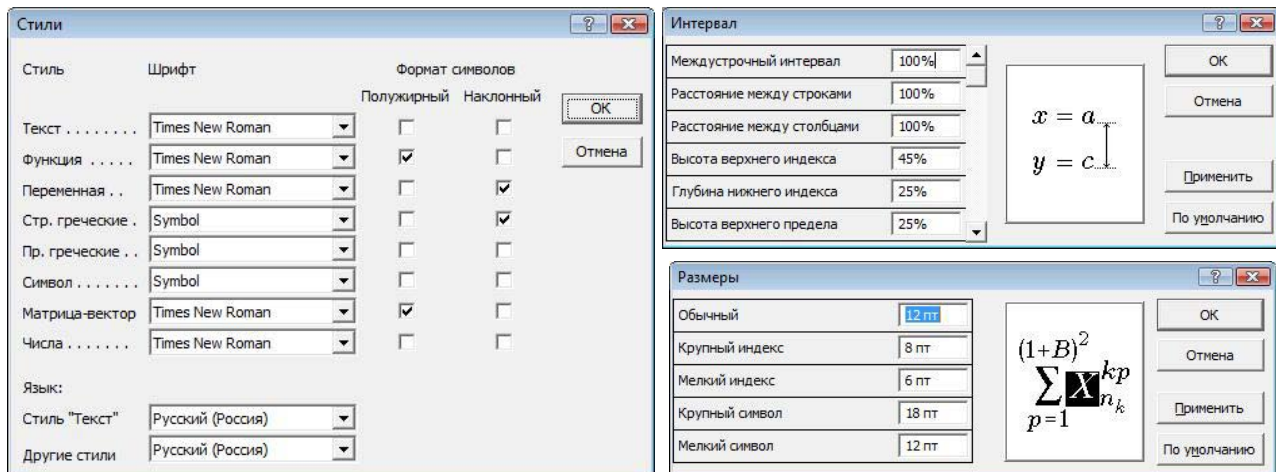 Стили
Стиль Шрифт Формат символов
Полужирный Наклонный
OK
Отмена
Текст . . . . . . . . Times New Roman
Функция . . . . . Times New Roman
Переменная . . Times New Roman
Стр. греческие . Symbol
Пр. греческие . . Symbol
Символ . . . . . . . Symbol
Матрица-вектор Times New Roman
Числа . . . . . . . Times New Roman
Язык:
Стиль "Текст" Русский (Россия)
Другие стили Русский (Россия)
Интервал
Междустрочный интервал 100%
Расстояние между строками 100%
Расстояние между столбцами 100%
Высота верхнего индекса 45%
Глубина нижнего индекса 25%
Высота верхнего предела 25%
x = a
y = c
OK
Отмена
Применить
По умолчанию
Размеры
Обычный 12 пт
Крупный индекс 8 пт
Мелкий индекс 6 пт
Крупный символ 18 пт
Мелкий символ 12 пт
(1+B)²
∑ X kp n k
p=1
OK
Отмена
Применить
По умолчанию